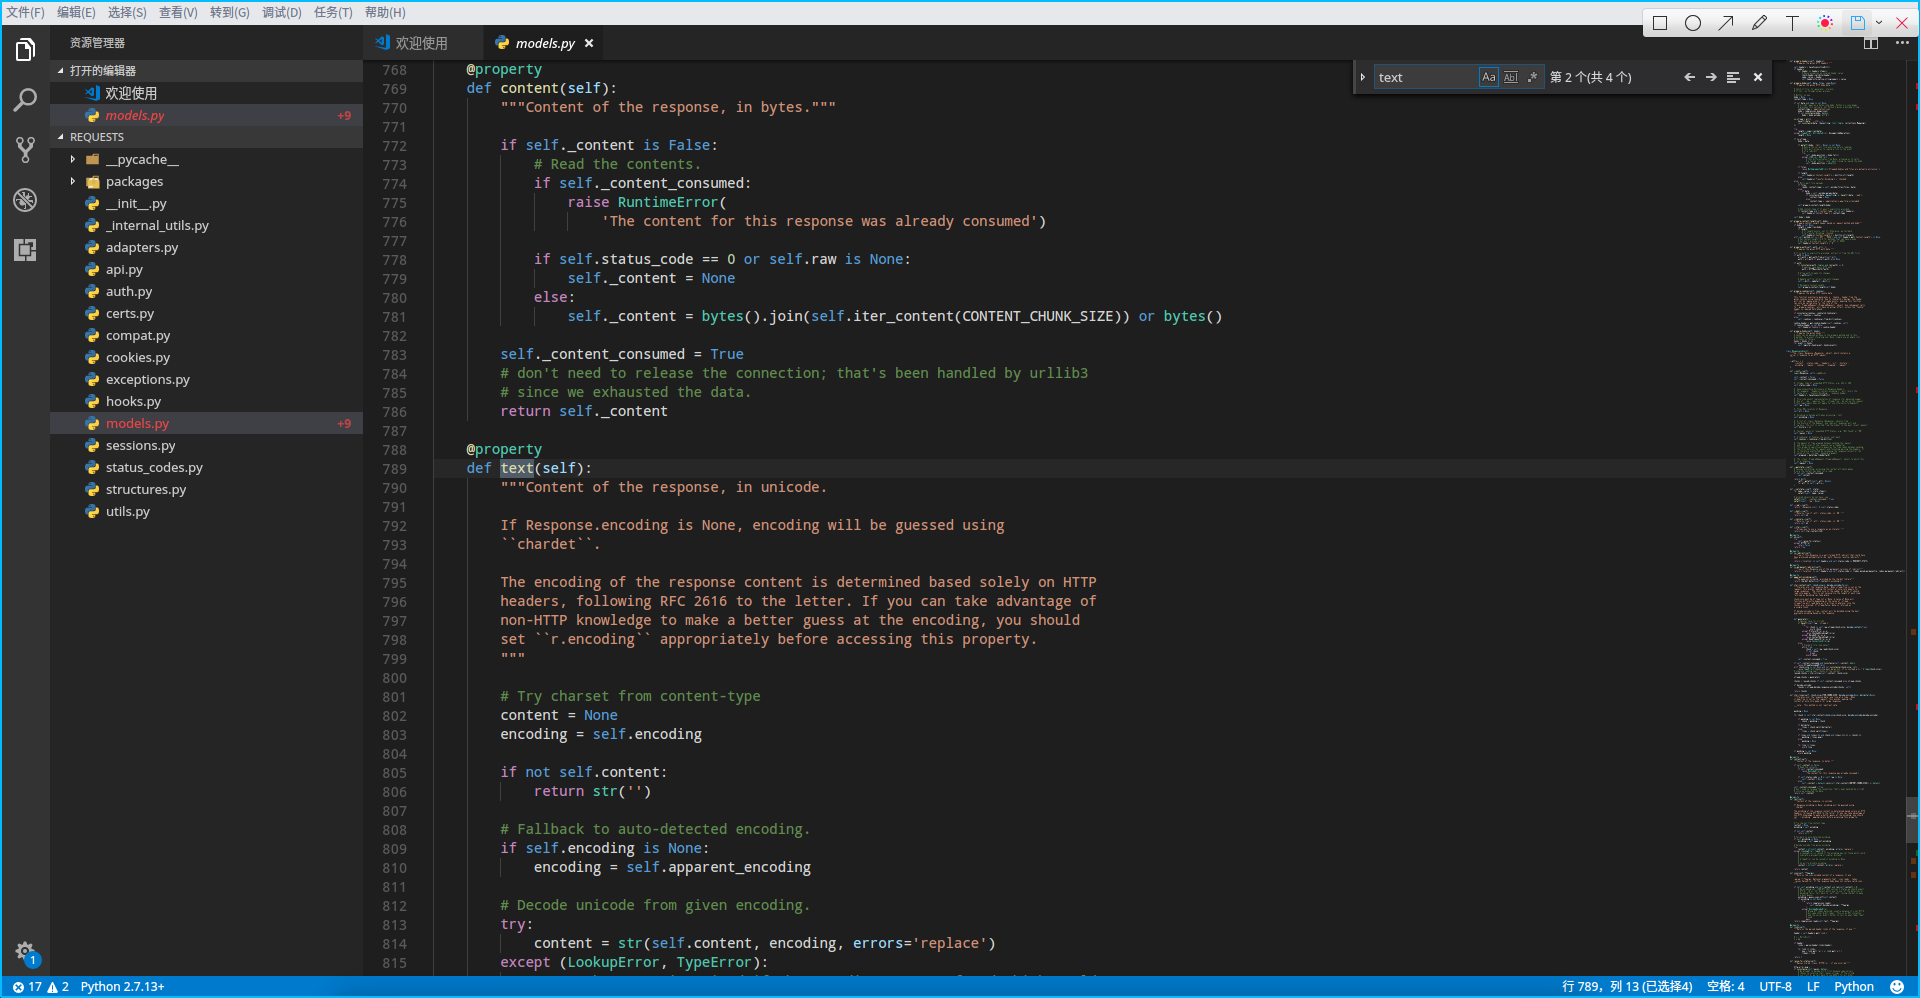 文件(F) 编辑(E) 选择(S) 查看(V) 转到(G) 调试(D) 任务(T) 帮助(H)
资源管理器
打开的编辑器
欢迎使用
models.py +9
REQUESTS
__pycache__
packages
__init__.py
_internal_utils.py
adapters.py
api.py
auth.py
certs.py
compat.py
cookies.py
exceptions.py
hooks.py
models.py +9
sessions.py
status_codes.py
structures.py
utils.py
欢迎使用 models.py ×
text Aa Abl .* 第 2 个(共 4 个)
768 @property
769 def content(self):
770 """Content of the response, in bytes."""
771
772 if self._content is False:
773 # Read the contents.
774 if self._content_consumed:
775 raise RuntimeError(
776 'The content for this response was already consumed')
777
778 if self.status_code == 0 or self.raw is None:
779 self._content = None
780 else:
781 self._content = bytes().join(self.iter_content(CONTENT_CHUNK_SIZE)) or bytes()
782
783 self._content_consumed = True
784 # don't need to release the connection; that's been handled by urllib3
785 # since we exhausted the data.
786 return self._content
787
788 @property
789 def text(self):
790 """Content of the response, in unicode.
791
792 If Response.encoding is None, encoding will be guessed using
793 ``chardet``.
794
795 The encoding of the response content is determined based solely on HTTP
796 headers, following RFC 2616 to the letter. If you can take advantage of
797 non-HTTP knowledge to make a better guess at the encoding, you should
798 set ``r.encoding`` appropriately before accessing this property.
799 """
800
801 # Try charset from content-type
802 content = None
803 encoding = self.encoding
804
805 if not self.content:
806 return str('')
807
808 # Fallback to auto-detected encoding.
809 if self.encoding is None:
810 encoding = self.apparent_encoding
811
812 # Decode unicode from given encoding.
813 try:
814 content = str(self.content, encoding, errors='replace')
815 except (LookupError, TypeError):
1
17 2 Python 2.7.13+
行 789，列 13 (已选择4) 空格: 4 UTF-8 LF Python